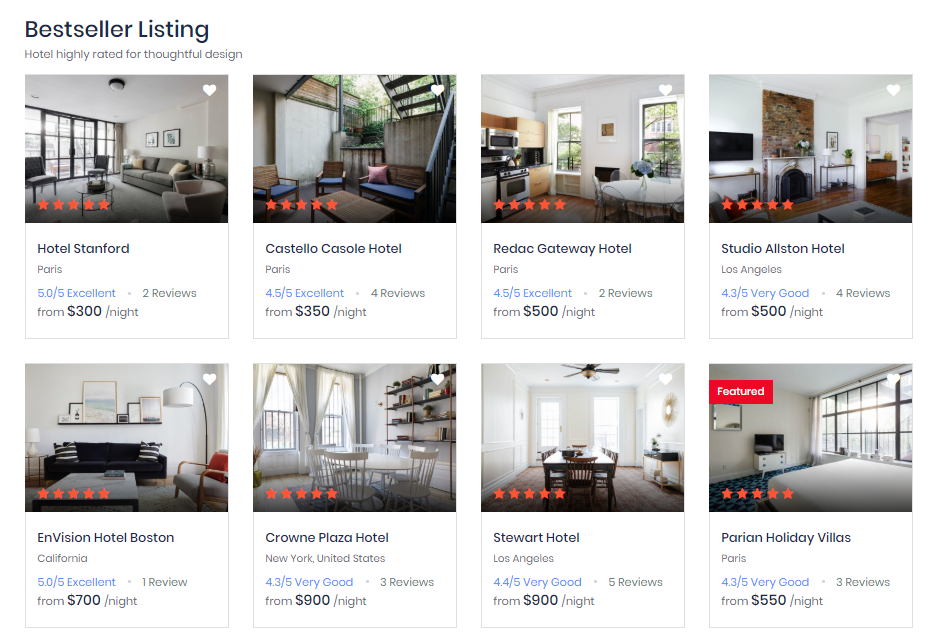 Bestseller Listing
Hotel highly rated for thoughtful design
Hotel Stanford
Paris
5.0/5 Excellent • 2 Reviews
from $300 /night
Castello Casole Hotel
Paris
4.5/5 Excellent • 4 Reviews
from $350 /night
Redac Gateway Hotel
Paris
4.5/5 Excellent • 2 Reviews
from $500 /night
Studio Allston Hotel
Los Angeles
4.3/5 Very Good • 4 Reviews
from $500 /night
EnVision Hotel Boston
California
5.0/5 Excellent • 1 Review
from $700 /night
Crowne Plaza Hotel
New York, United States
4.3/5 Very Good • 3 Reviews
from $900 /night
Stewart Hotel
Los Angeles
4.4/5 Very Good • 5 Reviews
from $900 /night
Featured
Parian Holiday Villas
Paris
4.3/5 Very Good • 3 Reviews
from $550 /night